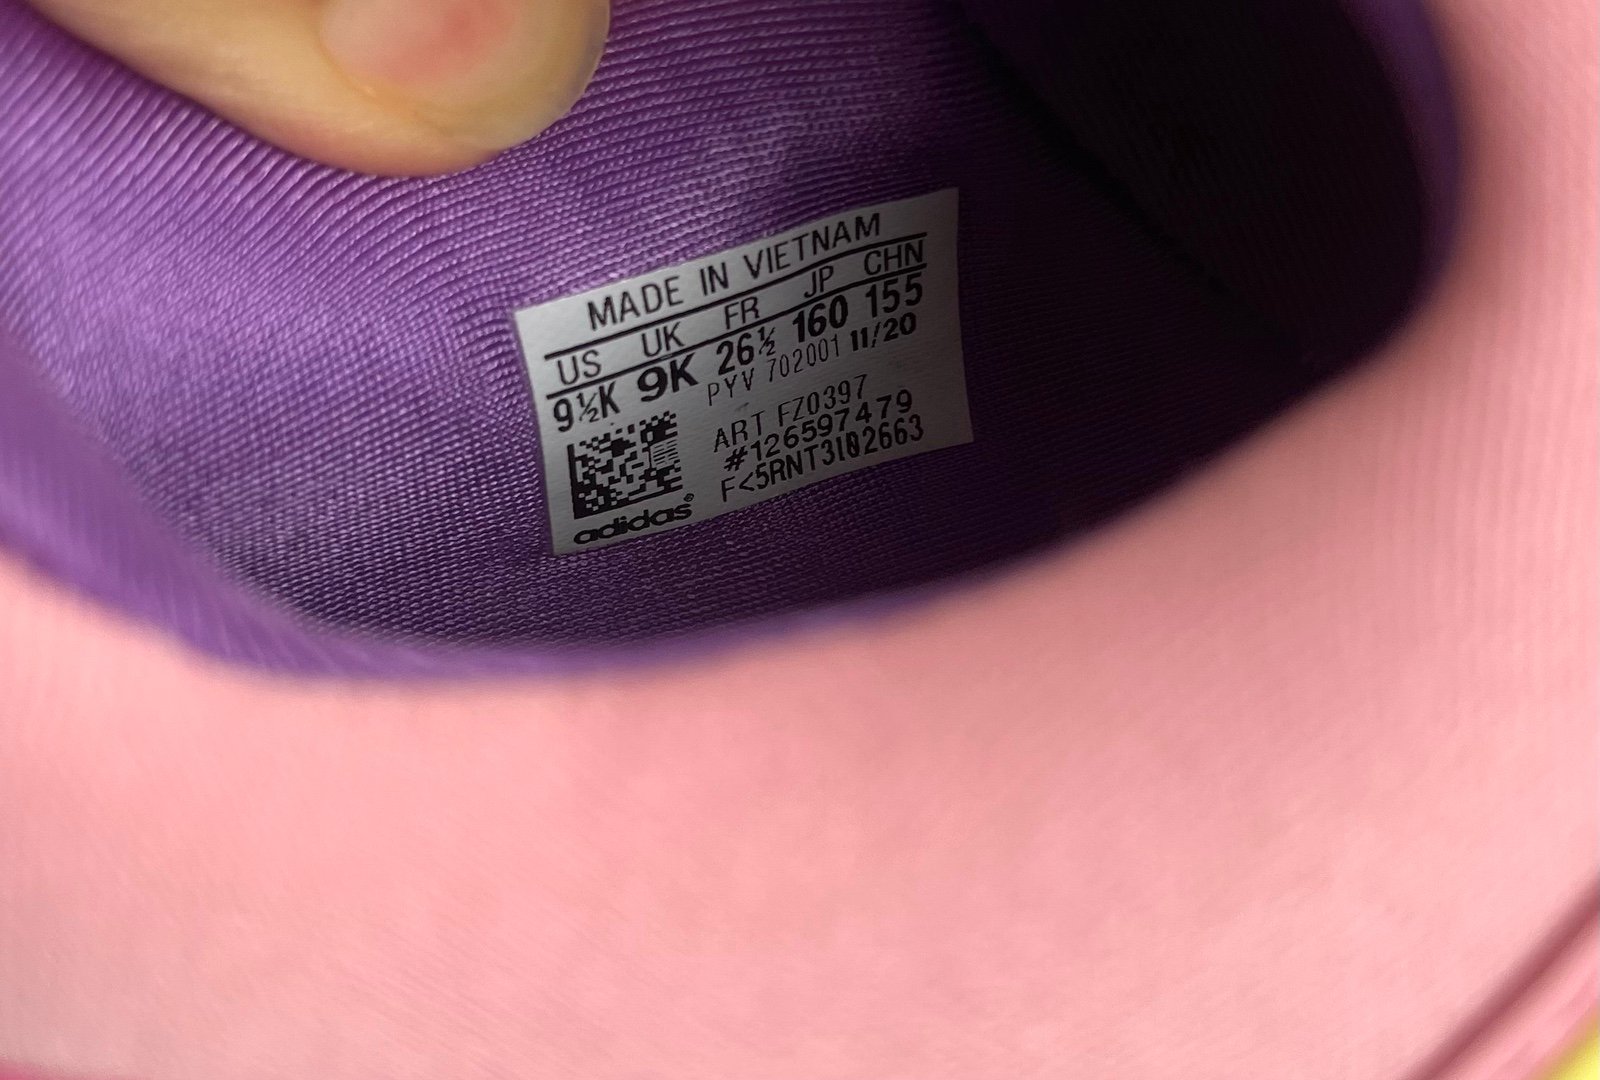 MADE IN VIETNAM
US UK FR JP CHN
9½K 9K 26½ 160 155
PYV 702001 11/20
ART FZ0397
#126597479
F<5RNT3102663
adidas®